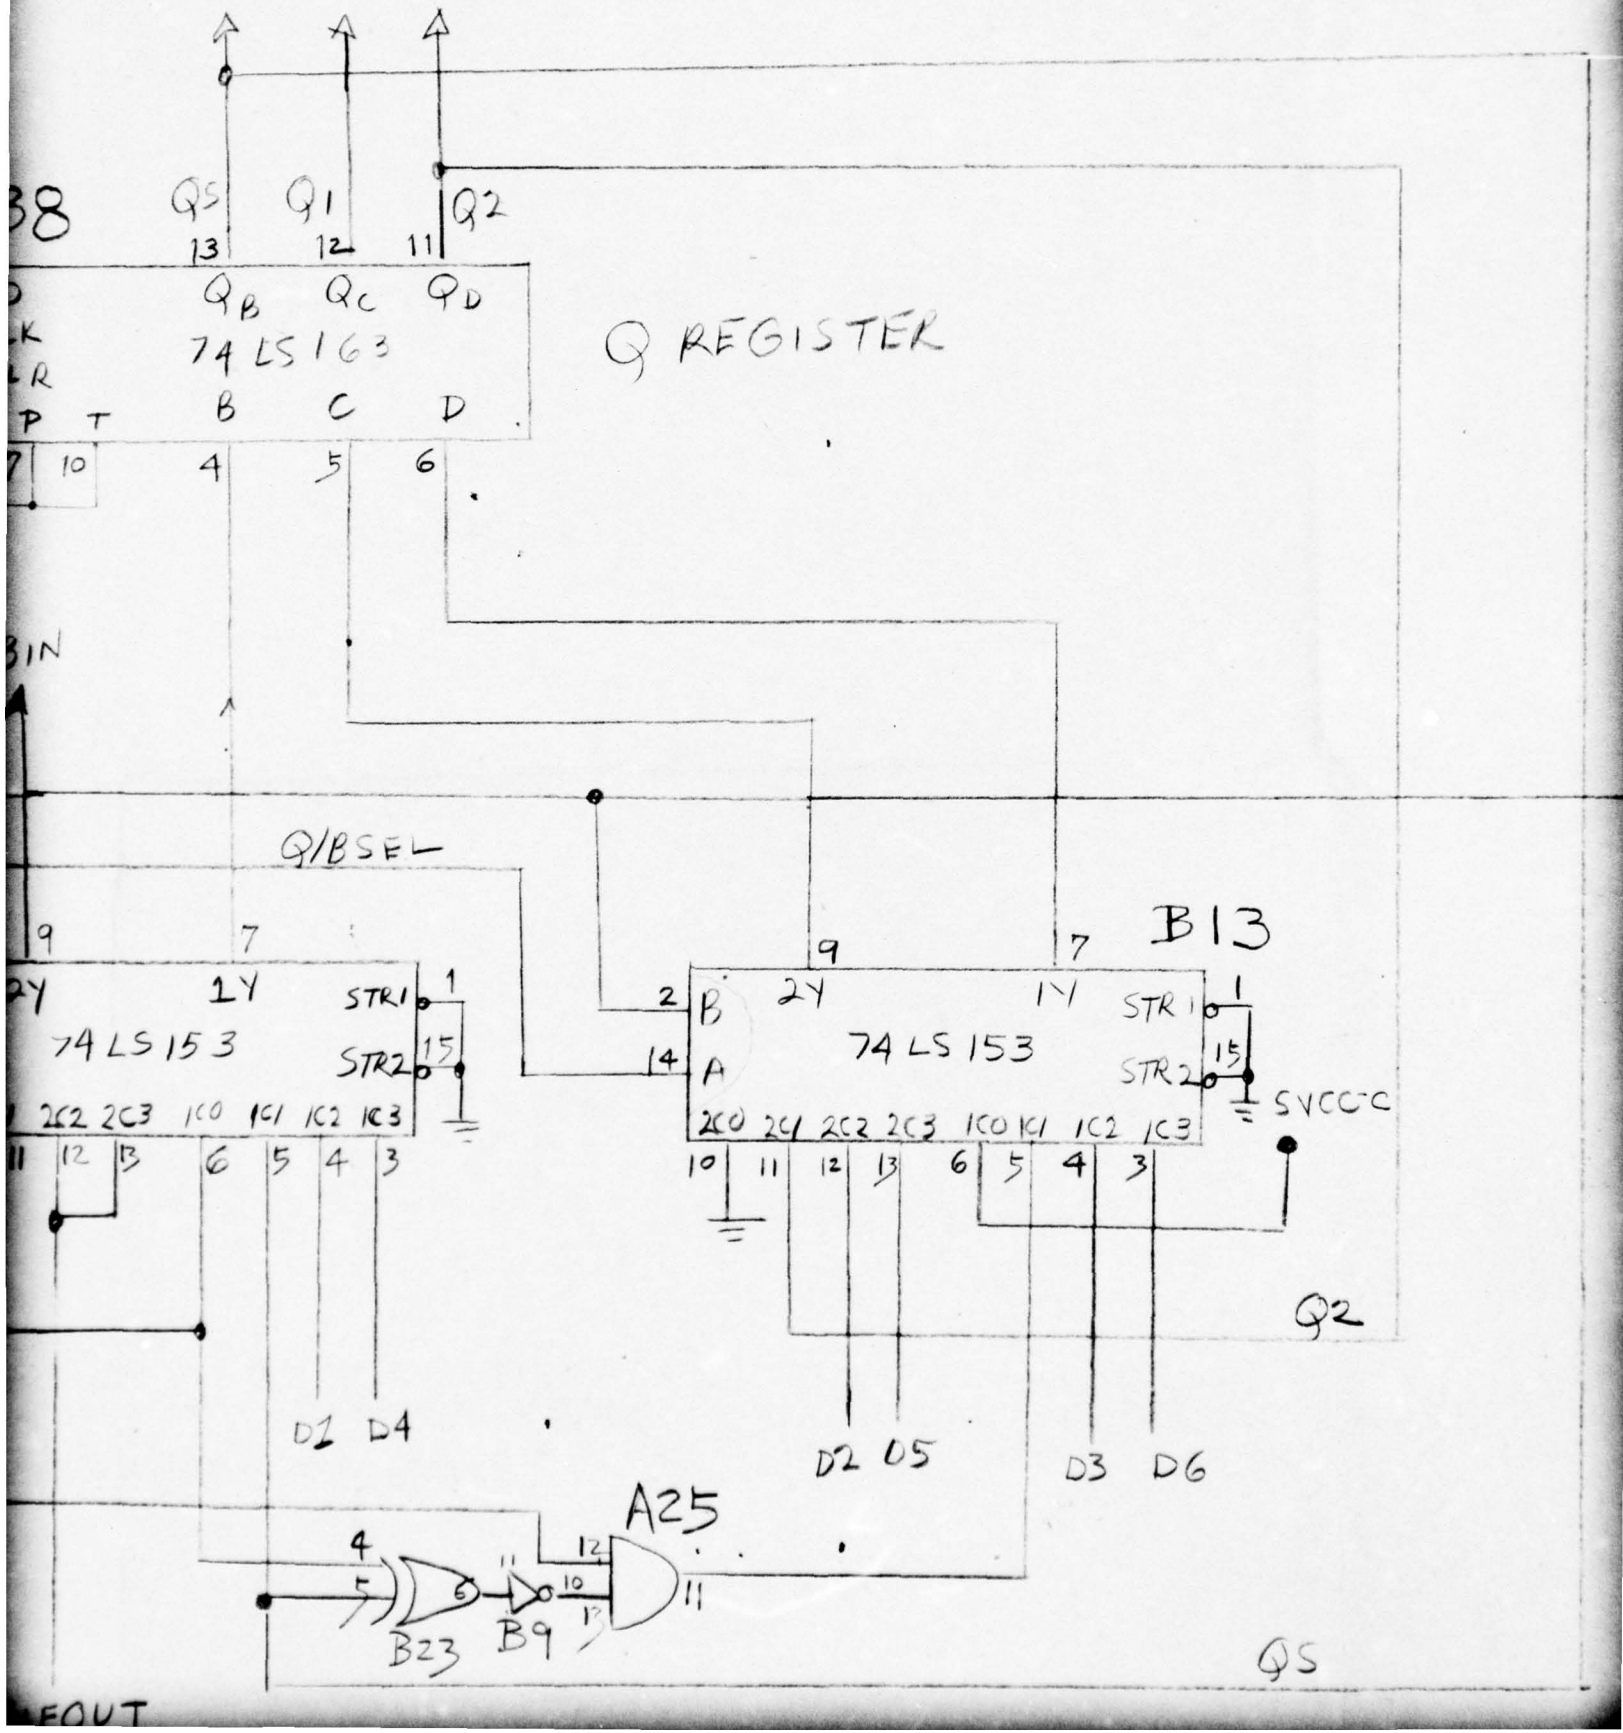 QS Q1 Q2
38
13 12 11
QB QC QD
K
74LS163
R
B C D
P T
Q REGISTER
7 10 4 5 6
BIN
Q/BSEL
B13
9 7
2Y 1Y STR1 1
74LS153
STR2 15
2C2 2C3 1C0 1C1 1C2 1C3
11 12 13 6 5 4 3
9 7
2 B 2Y 1Y STR1 1
74LS153
14 A STR2 15
5VCC-C
2C0 2C1 2C2 2C3 1C0 1C1 1C2 1C3
10 11 12 13 6 5 4 3
Q2
D1 D4
D2 D5 D3 D6
A25
4 11 12
5 6 10 11
13
B23 B9
QS
EOUT